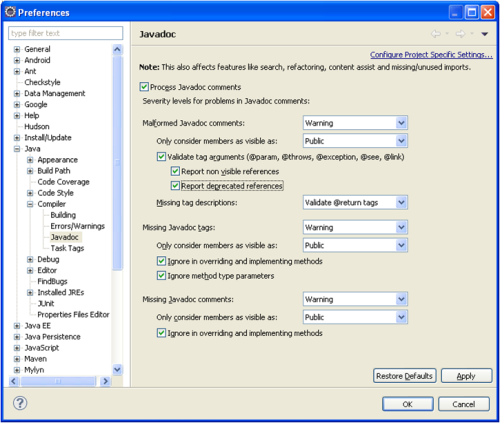 Preferences
type filter text
General
Android
Ant
Checkstyle
Data Management
Google
Help
Hudson
Install/Update
Java
Appearance
Build Path
Code Coverage
Code Style
Compiler
Building
Errors/Warnings
Javadoc
Task Tags
Debug
Editor
FindBugs
Installed JREs
JUnit
Properties Files Editor
Java EE
Java Persistence
JavaScript
Maven
Mylyn
Javadoc
Configure Project Specific Settings...
Note: This also affects features like search, refactoring, content assist and missing/unused imports.
Process Javadoc comments
Severity levels for problems in Javadoc comments:
Malformed Javadoc comments: Warning
Only consider members as visible as: Public
Validate tag arguments (@param, @throws, @exception, @see, @link)
Report non visible references
Report deprecated references
Missing tag descriptions: Validate @return tags
Missing Javadoc tags: Warning
Only consider members as visible as: Public
Ignore in overriding and implementing methods
Ignore method type parameters
Missing Javadoc comments: Warning
Only consider members as visible as: Public
Ignore in overriding and implementing methods
Restore Defaults Apply
? OK Cancel